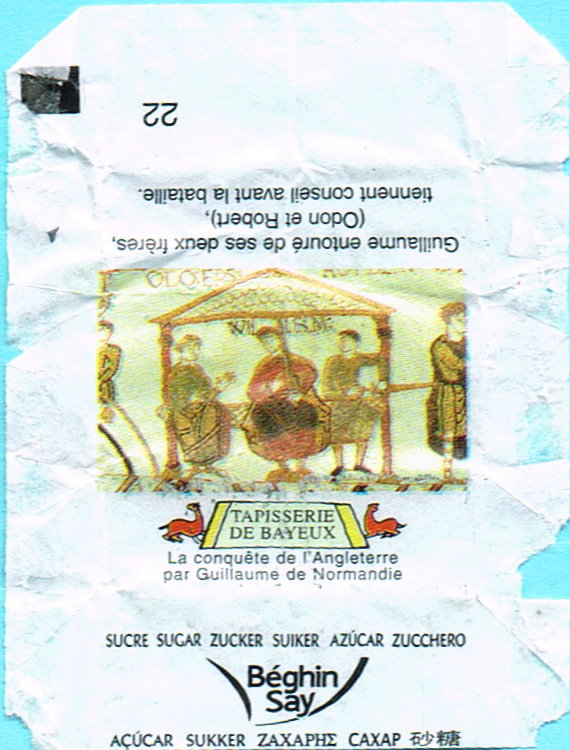 22
Guillaume entouré de ses deux frères,
(Odon et Robert),
tiennent conseil avant la bataille.
TAPISSERIE
DE BAYEUX
La conquête de l'Angleterre
par Guillaume de Normandie
SUCRE SUGAR ZUCKER SUIKER AZÚCAR ZUCCHERO
Béghin
Say
AÇÚCAR SUKKER ΖΑΧΑΡΗΣ САХАР 砂糖